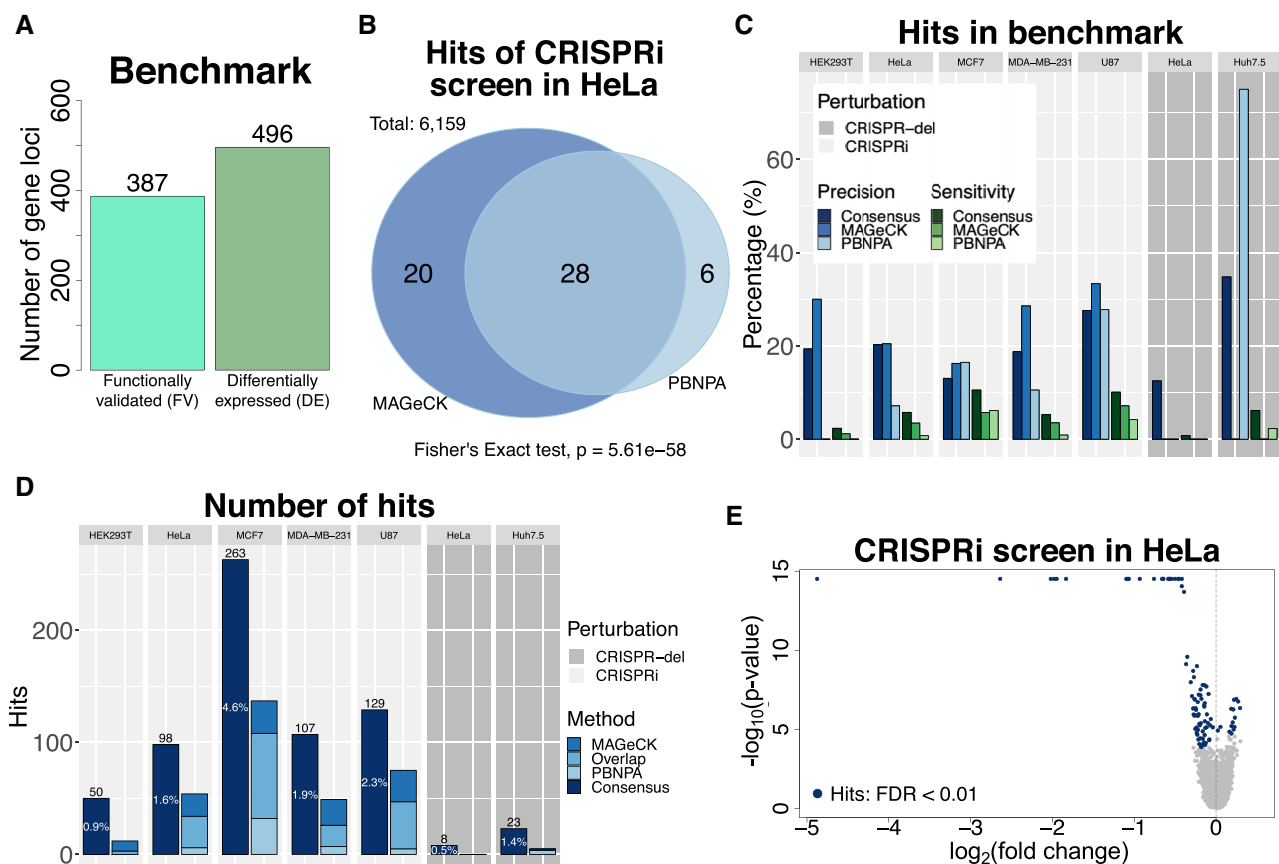 A
Benchmark
Number of gene loci
0
200
400
600
387
496
Functionally
validated (FV)
Differentially
expressed (DE)
B
Hits of CRISPRi
screen in HeLa
Total: 6,159
20
28
6
MAGeCK
PBNPA
Fisher's Exact test, p = 5.61e−58
C
Hits in benchmark
HEK293T
HeLa
MCF7
MDA−MB−231
U87
HeLa
Huh7.5
Percentage (%)
60
40
20
0
Perturbation
CRISPR−del
CRISPRi
Precision
Consensus
MAGeCK
PBNPA
Sensitivity
Consensus
MAGeCK
PBNPA
D
Number of hits
HEK293T
HeLa
MCF7
MDA−MB−231
U87
HeLa
Huh7.5
Hits
200
100
0
50
0.9%
98
1.6%
263
4.6%
107
1.9%
129
2.3%
8
0.5%
23
1.4%
Perturbation
CRISPR−del
CRISPRi
Method
MAGeCK
Overlap
PBNPA
Consensus
E
CRISPRi screen in HeLa
-log10(p-value)
15
10
5
0
Hits: FDR < 0.01
−5
−4
−3
−2
−1
0
log2(fold change)